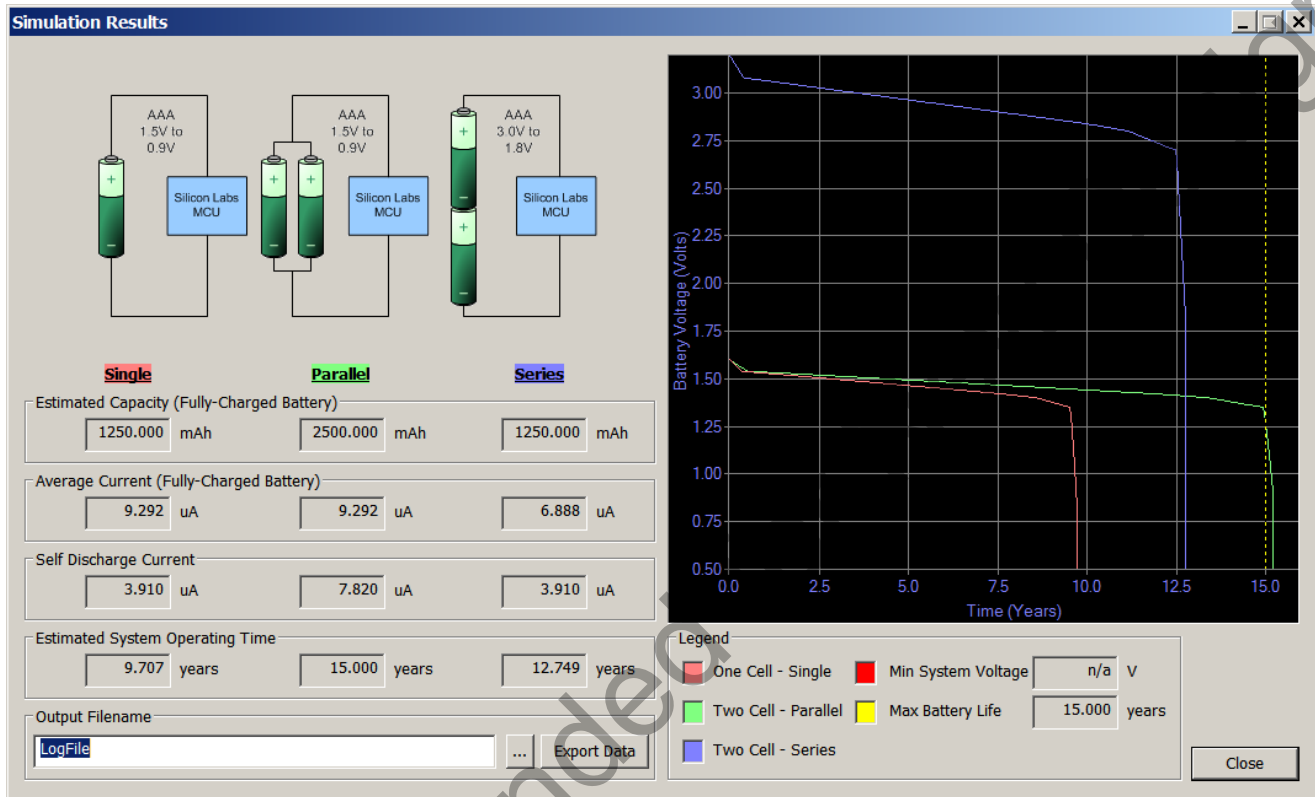 Simulation Results
AAA
1.5V to
0.9V
+
−
Silicon Labs
MCU
AAA
1.5V to
0.9V
+
+
−
−
Silicon Labs
MCU
AAA
3.0V to
1.8V
+
−
+
−
Silicon Labs
MCU
Single
Parallel
Series
Estimated Capacity (Fully-Charged Battery)
1250.000 mAh 2500.000 mAh 1250.000 mAh
Average Current (Fully-Charged Battery)
9.292 uA 9.292 uA 6.888 uA
Self Discharge Current
3.910 uA 7.820 uA 3.910 uA
Estimated System Operating Time
9.707 years 15.000 years 12.749 years
Output Filename
LogFile ... Export Data
3.00
2.75
2.50
2.25
2.00
1.75
1.50
1.25
1.00
0.75
0.50
Battery Voltage (Volts)
0.0 2.5 5.0 7.5 10.0 12.5 15.0
Time (Years)
Legend
One Cell - Single Min System Voltage n/a V
Two Cell - Parallel Max Battery Life 15.000 years
Two Cell - Series
Close